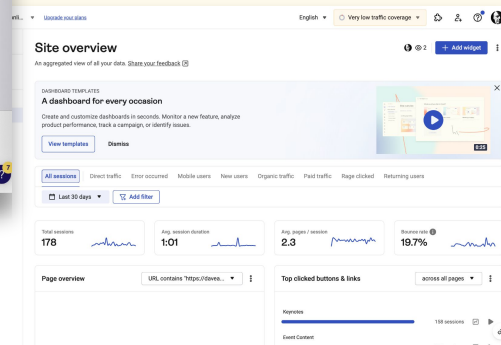 onli...
Upgrade your plans
English
Very low traffic coverage
Site overview
2
+ Add widget
An aggregated view of all your data. Share your feedback
DASHBOARD TEMPLATES
A dashboard for every occasion
Create and customize dashboards in seconds. Monitor a new feature, analyze
product performance, track a campaign, or identify issues.
View templates
Dismiss
0:25
7
All sessions
Direct traffic
Error occurred
Mobile users
New users
Organic traffic
Paid traffic
Rage clicked
Returning users
Last 30 days
Add filter
Total sessions
178
Avg. session duration
1:01
Avg. pages / session
2.3
Bounce rate
19.7%
Page overview
URL contains "https://davea...
Top clicked buttons & links
across all pages
Keynotes
158 sessions
Event Content